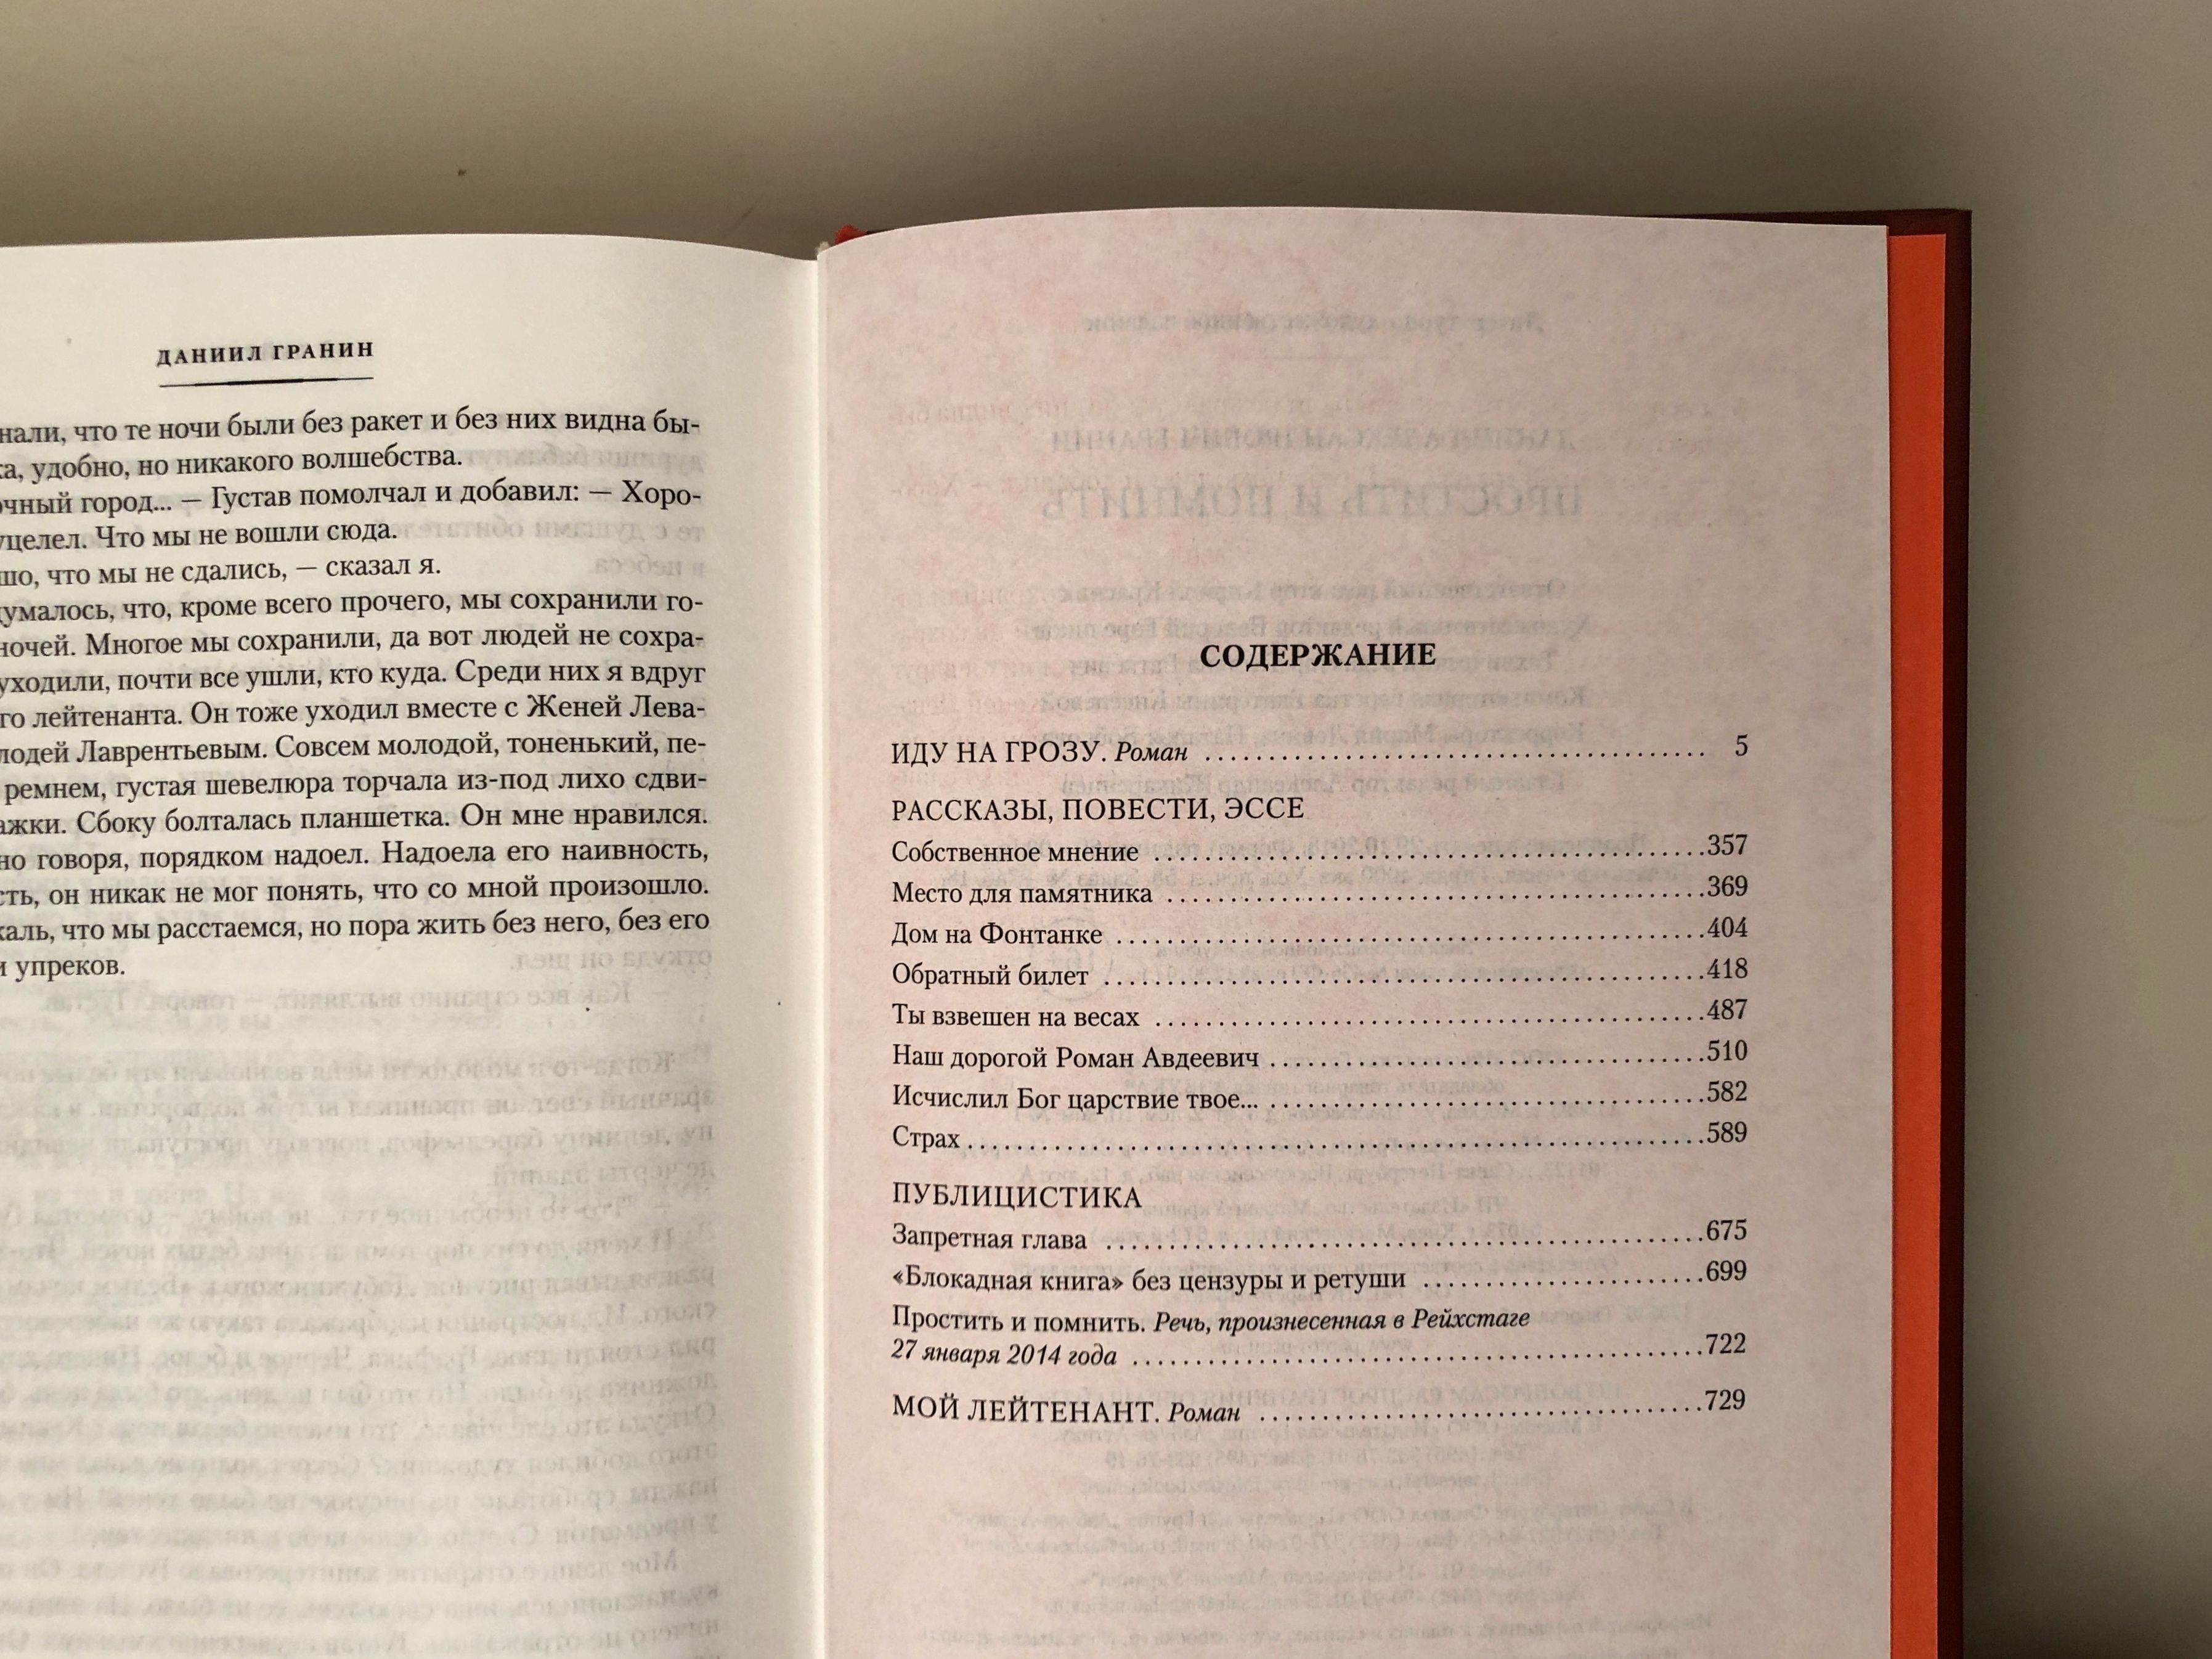 ДАНИИЛ ГРАНИН
нали, что те ночи были без ракет и без них видна бы-
ка, удобно, но никакого волшебства.
очный город... — Густав помолчал и добавил: — Хоро-
уцелел. Что мы не вошли сюда.
шо, что мы не сдались, — сказал я.
думалось, что, кроме всего прочего, мы сохранили го-
ночей. Многое мы сохранили, да вот людей не сохра-
уходили, почти все ушли, кто куда. Среди них я вдруг
го лейтенанта. Он тоже уходил вместе с Женей Лева-
лодей Лаврентьевым. Совсем молодой, тоненький, пе-
ремнем, густая шевелюра торчала из-под лихо сдви-
ажки. Сбоку болталась планшетка. Он мне нравился.
но говоря, порядком надоел. Надоела его наивность,
сть, он никак не мог понять, что со мной произошло.
жаль, что мы расстаемся, но пора жить без него, без его
и упреков.
СОДЕРЖАНИЕ
ИДУ НА ГРОЗУ. Роман ........ 5
РАССКАЗЫ, ПОВЕСТИ, ЭССЕ
Собственное мнение ........ 357
Место для памятника ........ 369
Дом на Фонтанке ........ 404
Обратный билет ........ 418
Ты взвешен на весах ........ 487
Наш дорогой Роман Авдеевич ........ 510
Исчислил Бог царствие твое... ........ 582
Страх ........ 589
ПУБЛИЦИСТИКА
Запретная глава ........ 675
«Блокадная книга» без цензуры и ретуши ........ 699
Простить и помнить. Речь, произнесенная в Рейхстаге
27 января 2014 года ........ 722
МОЙ ЛЕЙТЕНАНТ. Роман ........ 729